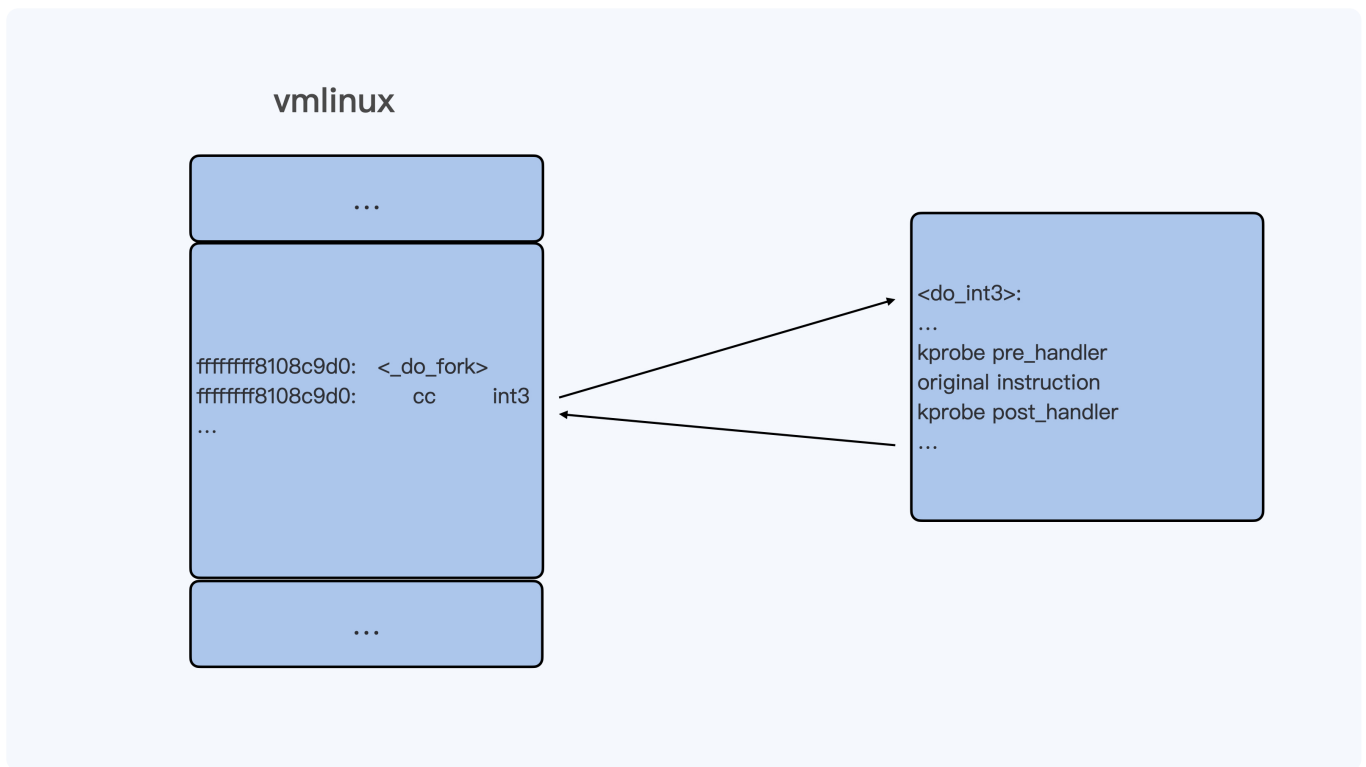 vmlinux
...
ffffffff8108c9d0: <_do_fork>
ffffffff8108c9d0: cc int3
...
...
<do_int3>:
...
kprobe pre_handler
original instruction
kprobe post_handler
...